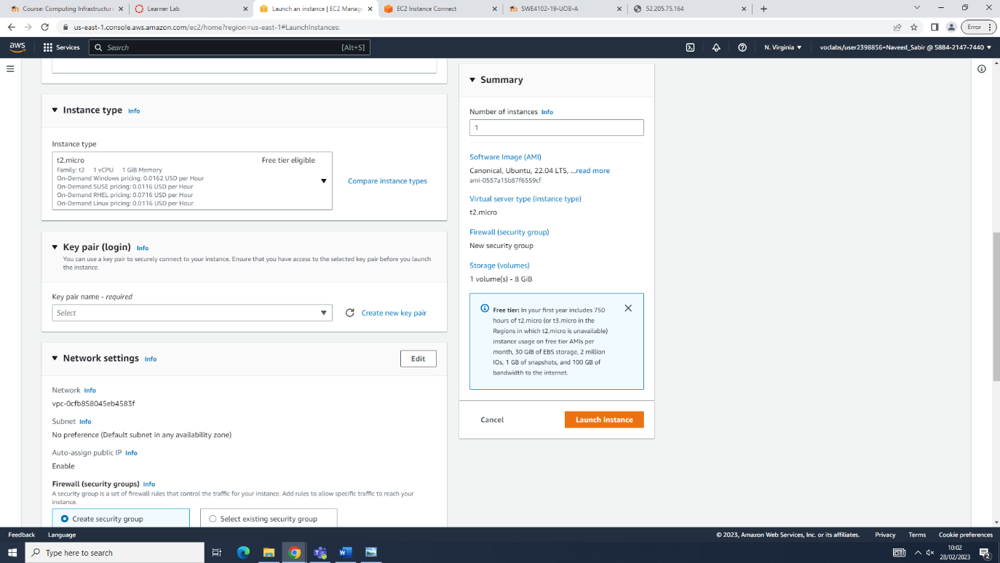 Course: Computing Infrastructure
Learner Lab
Launch an instance | EC2 Manage
EC2 Instance Connect
SWE4102-19-UOB-A
52.205.75.164
us-east-1.console.aws.amazon.com/ec2/home?region=us-east-1#LaunchInstances:
Error
aws
Services
Search
[Alt+S]
N. Virginia
voclabs/user2398856=Naveed_Sabir @ 5884-2147-7440
Instance type Info
Instance type
t2.micro
Free tier eligible
Family: t2 1 vCPU 1 GiB Memory
On-Demand Windows pricing: 0.0162 USD per Hour
On-Demand SUSE pricing: 0.0116 USD per Hour
On-Demand RHEL pricing: 0.0716 USD per Hour
On-Demand Linux pricing: 0.0116 USD per Hour
Compare instance types
Key pair (login) Info
You can use a key pair to securely connect to your instance. Ensure that you have access to the selected key pair before you launch
the instance.
Key pair name - required
Select
Create new key pair
Network settings Info
Edit
Network Info
vpc-0cfb858045eb4583f
Subnet Info
No preference (Default subnet in any availability zone)
Auto-assign public IP Info
Enable
Firewall (security groups) Info
A security group is a set of firewall rules that control the traffic for your instance. Add rules to allow specific traffic to reach your
instance.
Create security group
Select existing security group
Summary
Number of instances Info
1
Software Image (AMI)
Canonical, Ubuntu, 22.04 LTS, ...read more
ami-0557a15b87f6559cf
Virtual server type (instance type)
t2.micro
Firewall (security group)
New security group
Storage (volumes)
1 volume(s) - 8 GiB
Free tier: In your first year includes 750
hours of t2.micro (or t3.micro in the
Regions in which t2.micro is unavailable)
instance usage on free tier AMIs per
month, 30 GiB of EBS storage, 2 million
IOs, 1 GB of snapshots, and 100 GB of
bandwidth to the internet.
Cancel
Launch instance
Feedback
Language
© 2023, Amazon Web Services, Inc. or its affiliates.
Privacy
Terms
Cookie preferences
Type here to search
10:02
28/02/2023
2